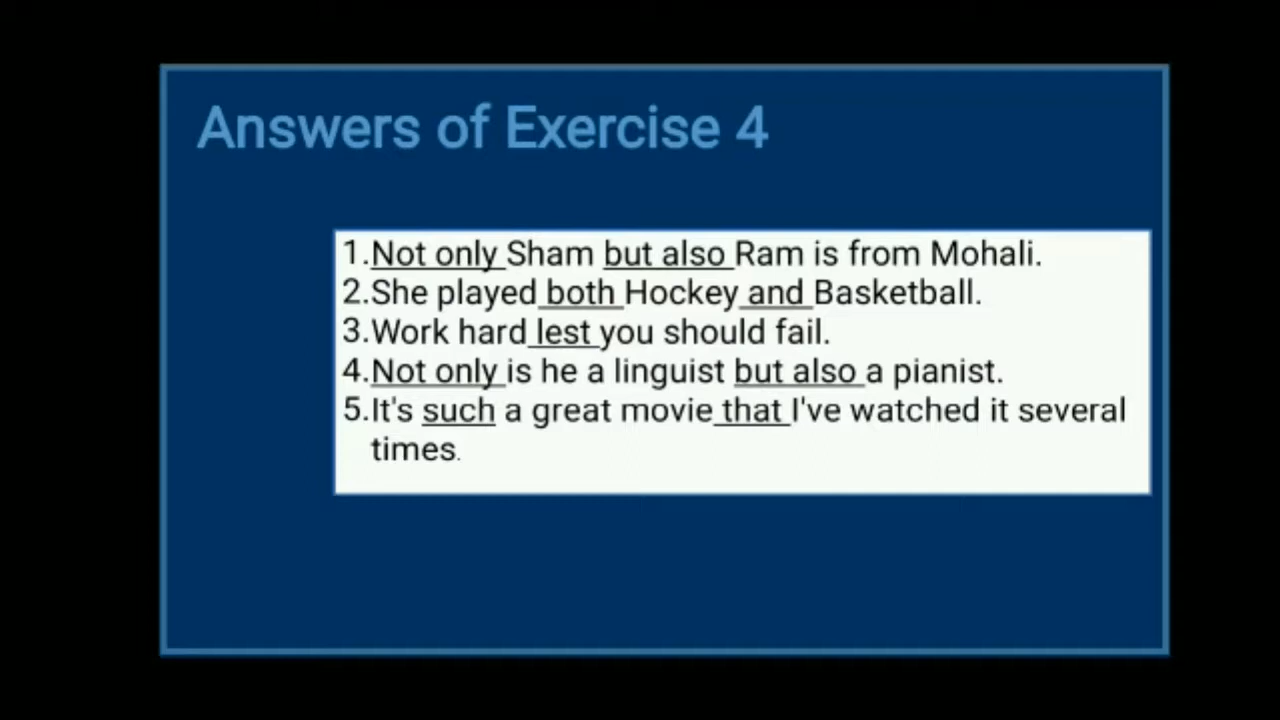 Answers of Exercise 4
1.Not only Sham but also Ram is from Mohali.
2.She played both Hockey and Basketball.
3.Work hard lest you should fail.
4.Not only is he a linguist but also a pianist.
5.It's such a great movie that I've watched it several
times.